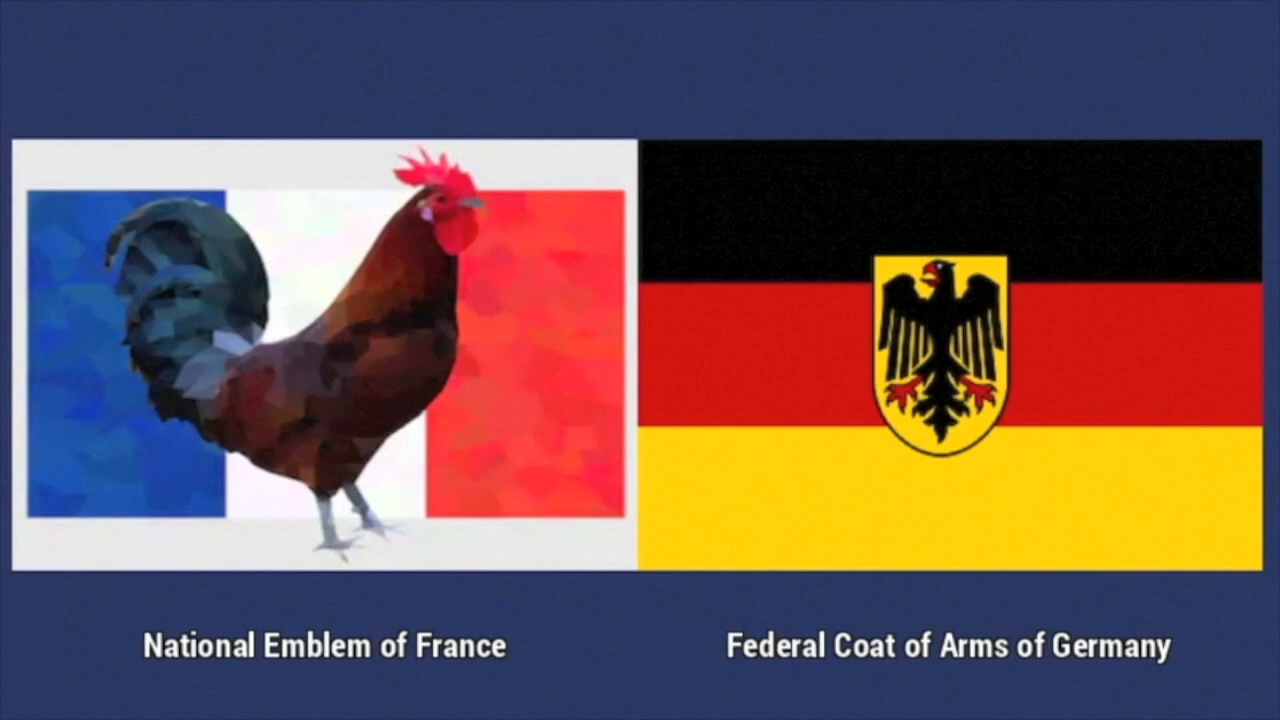 National Emblem of France
Federal Coat of Arms of Germany